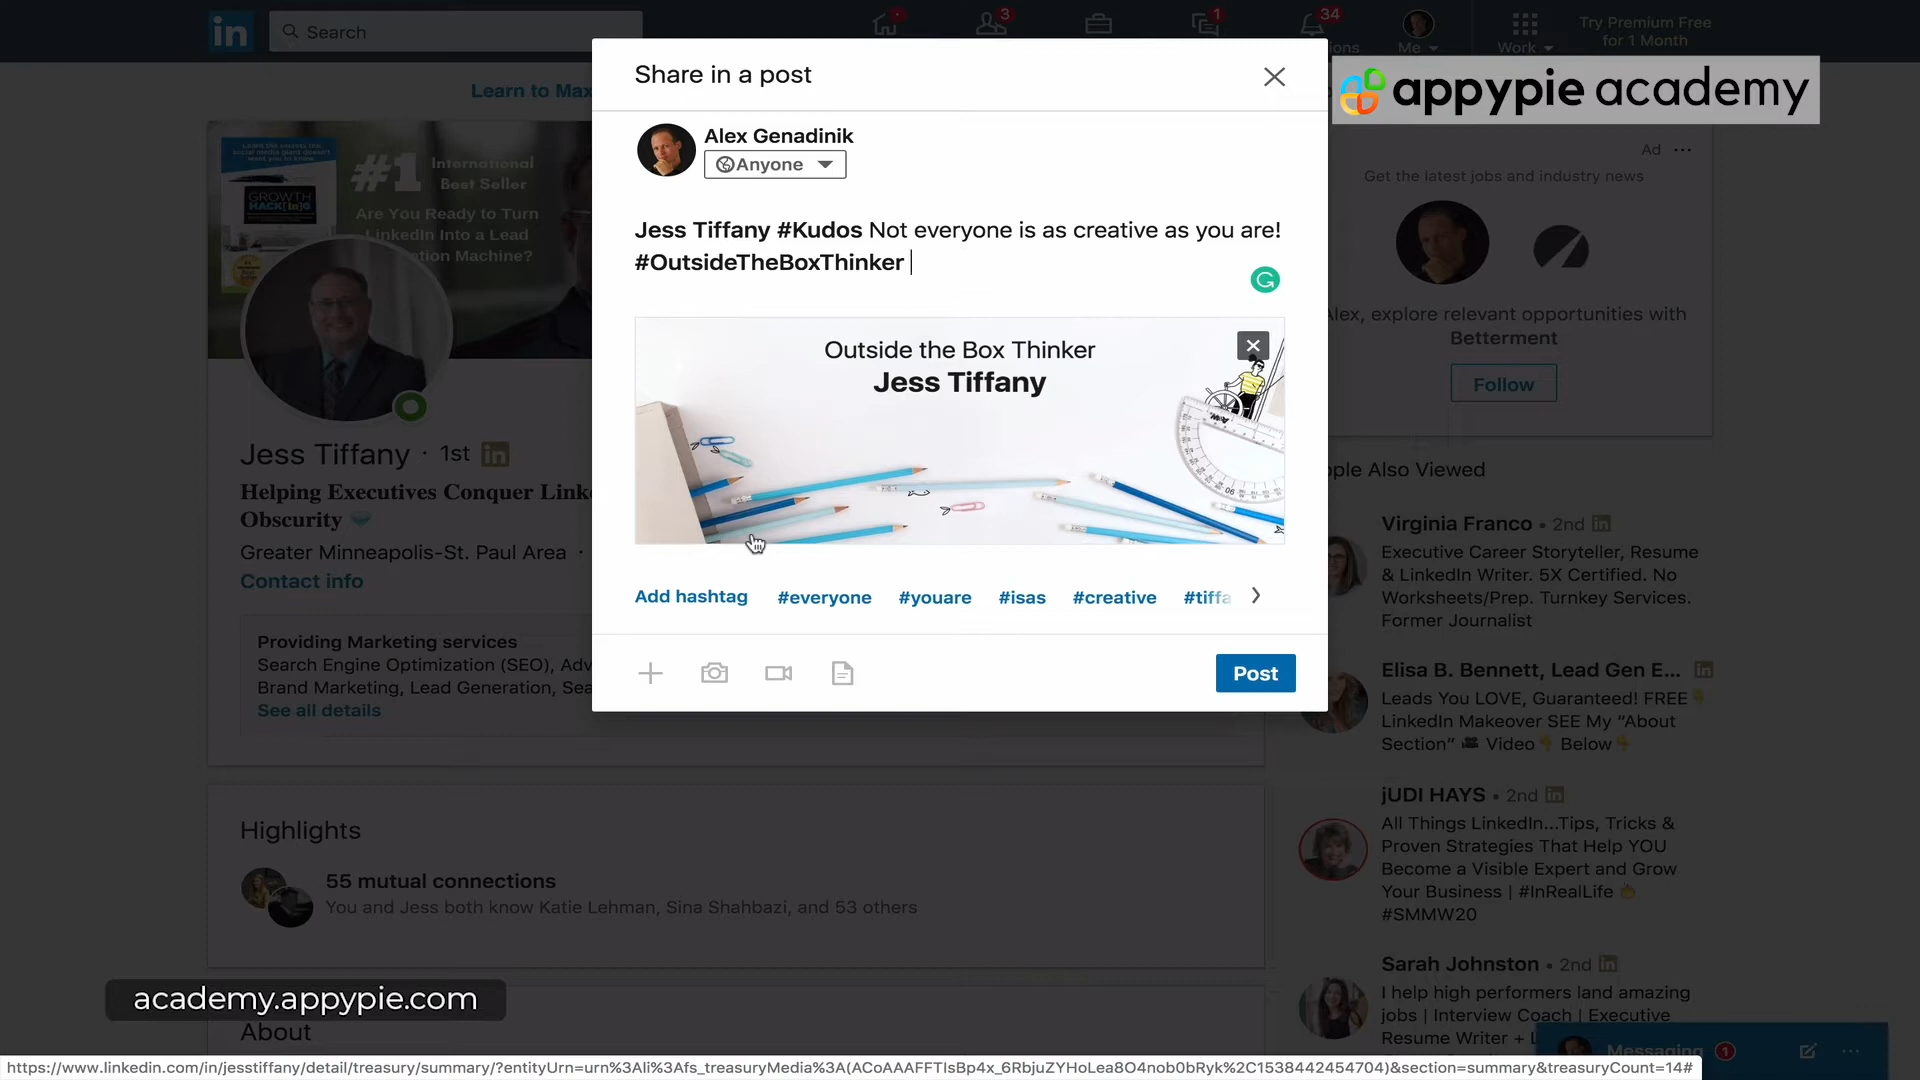 in
Search
3
1
34
Me
Work
Try Premium Free
for 1 Month
Learn to Max
Share in a post
appypie academy
Alex Genadinik
Anyone
Jess Tiffany #Kudos Not everyone is as creative as you are!
#OutsideTheBoxThinker
Outside the Box Thinker
Jess Tiffany
Add hashtag
#everyone
#youare
#isas
#creative
#tiffa
Post
#1 International
Best Seller
Are You Ready to Turn
LinkedIn Into a Lead
GROWTH
HACK[in]g
Machine?
Jess Tiffany · 1st
Helping Executives Conquer Link
Obscurity
Greater Minneapolis-St. Paul Area ·
Contact info
Providing Marketing services
Search Engine Optimization (SEO), Adv
Brand Marketing, Lead Generation, Sea
See all details
Highlights
55 mutual connections
You and Jess both know Katie Lehman, Sina Shahbazi, and 53 others
About
Ad
Get the latest jobs and industry news
Alex, explore relevant opportunities with
Betterment
Follow
ople Also Viewed
Virginia Franco • 2nd
Executive Career Storyteller, Resume
& LinkedIn Writer. 5X Certified. No
Worksheets/Prep. Turnkey Services.
Former Journalist
Elisa B. Bennett, Lead Gen E...
Leads You LOVE, Guaranteed! FREE
LinkedIn Makeover SEE My “About
Section” Video Below
jUDI HAYS • 2nd
All Things LinkedIn...Tips, Tricks &
Proven Strategies That Help YOU
Become a Visible Expert and Grow
Your Business | #InRealLife
#SMMW20
Sarah Johnston • 2nd
I help high performers land amazing
jobs | Interview Coach | Executive
Resume Writer + L
Messaging 1
academy.appypie.com
https://www.linkedin.com/in/jesstiffany/detail/treasury/summary/?entityUrn=urn%3Ali%3Afs_treasuryMedia%3A(ACoAAAFFTIsBp4x_6RbjuZYHoLea8O4nob0bRyk%2C1538442454704)&section=summary&treasuryCount=14#